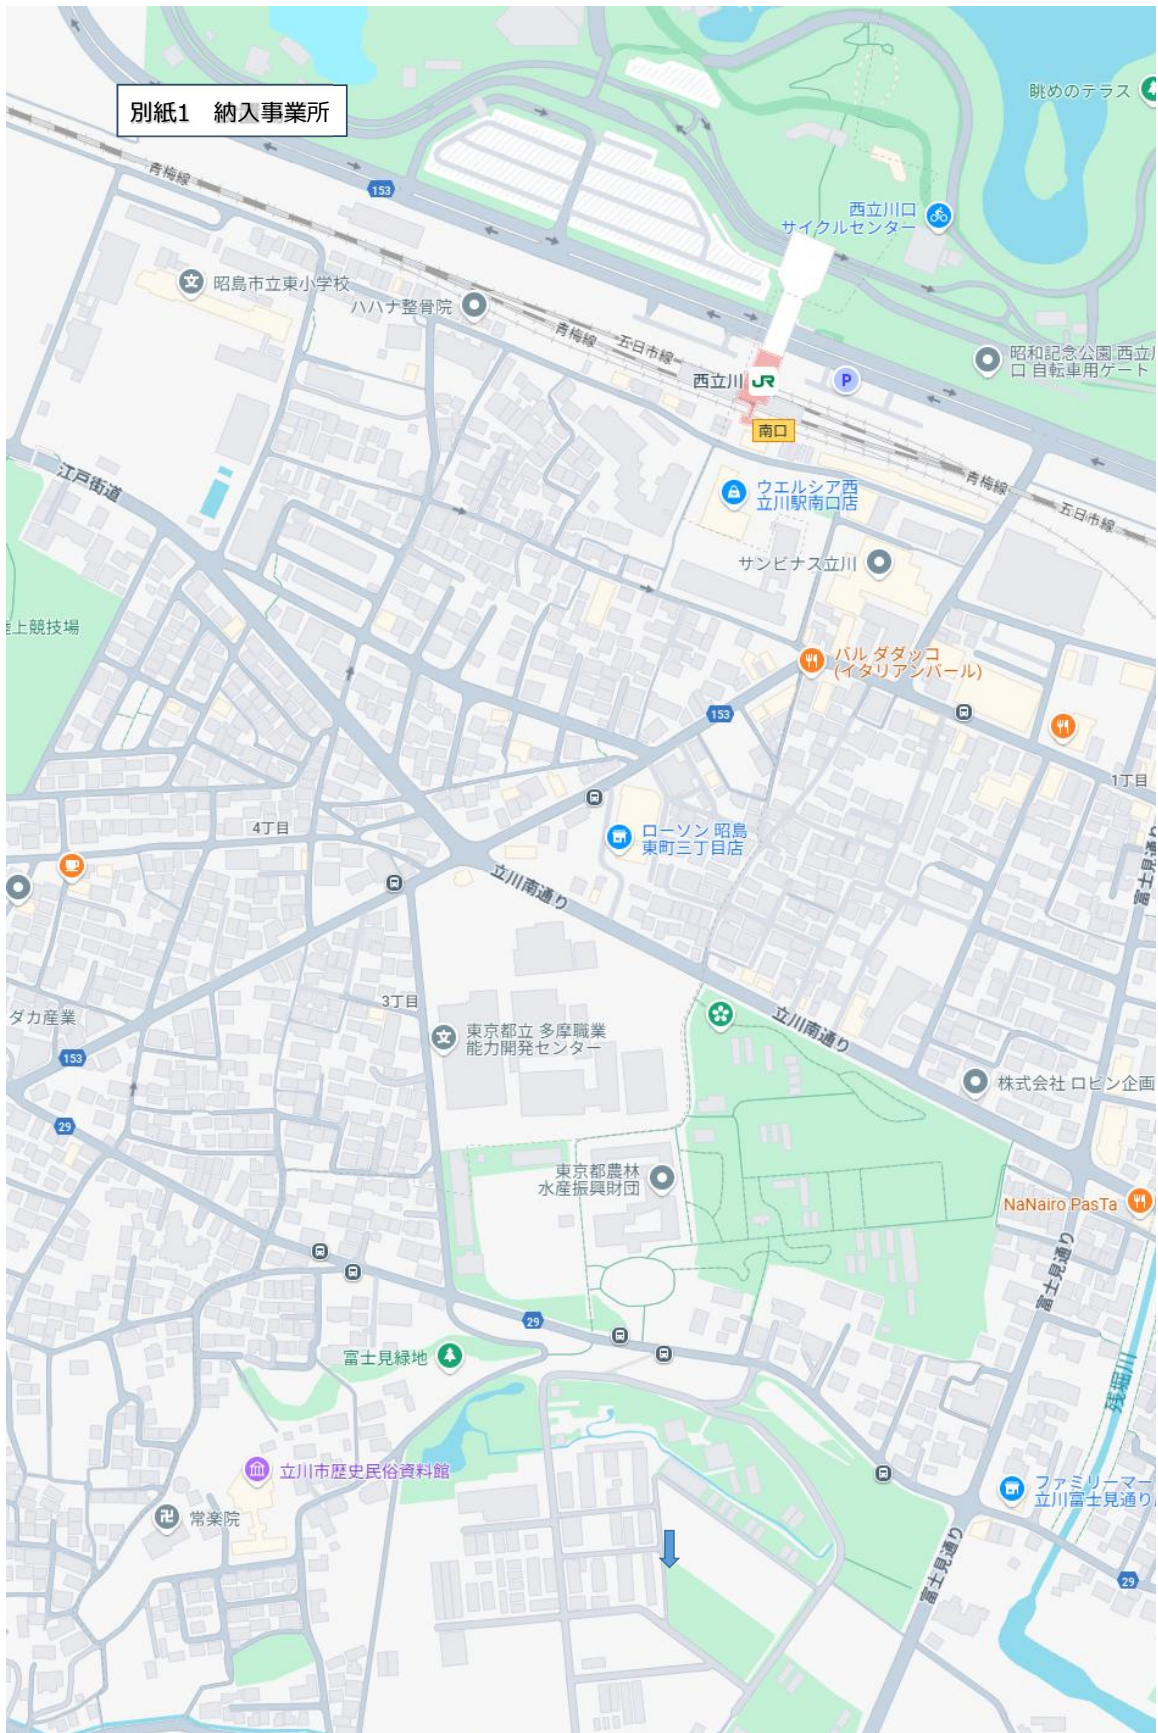 別紙1　納入事業所
眺めのテラス
青梅線
153
西立川口
サイクルセンター
昭島市立東小学校
ハハナ整骨院
青梅線
五日市線
昭和記念公園 西立川
口 自転車用ゲート
西立川
JR
P
南口
江戸街道
ウエルシア西
立川駅南口店
青梅線
五日市線
サンビナス立川
陸上競技場
バル ダダッコ
(イタリアンバール)
153
1丁目
4丁目
ローソン 昭島
東町三丁目店
立川南通り
富士見通り
3丁目
ダカ産業
文
東京都立 多摩職業
能力開発センター
立川南通り
153
株式会社 ロビン企画
29
東京都農林
水産振興財団
NaNairo PasTa
富士見通り
29
富士見緑地
残堀川
立川市歴史民俗資料館
ファミリーマー
立川富士見通り
常楽院
富士見通り
29